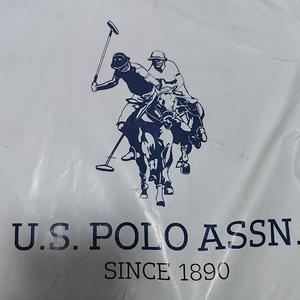 U.S. POLO ASSN.
SINCE 1890